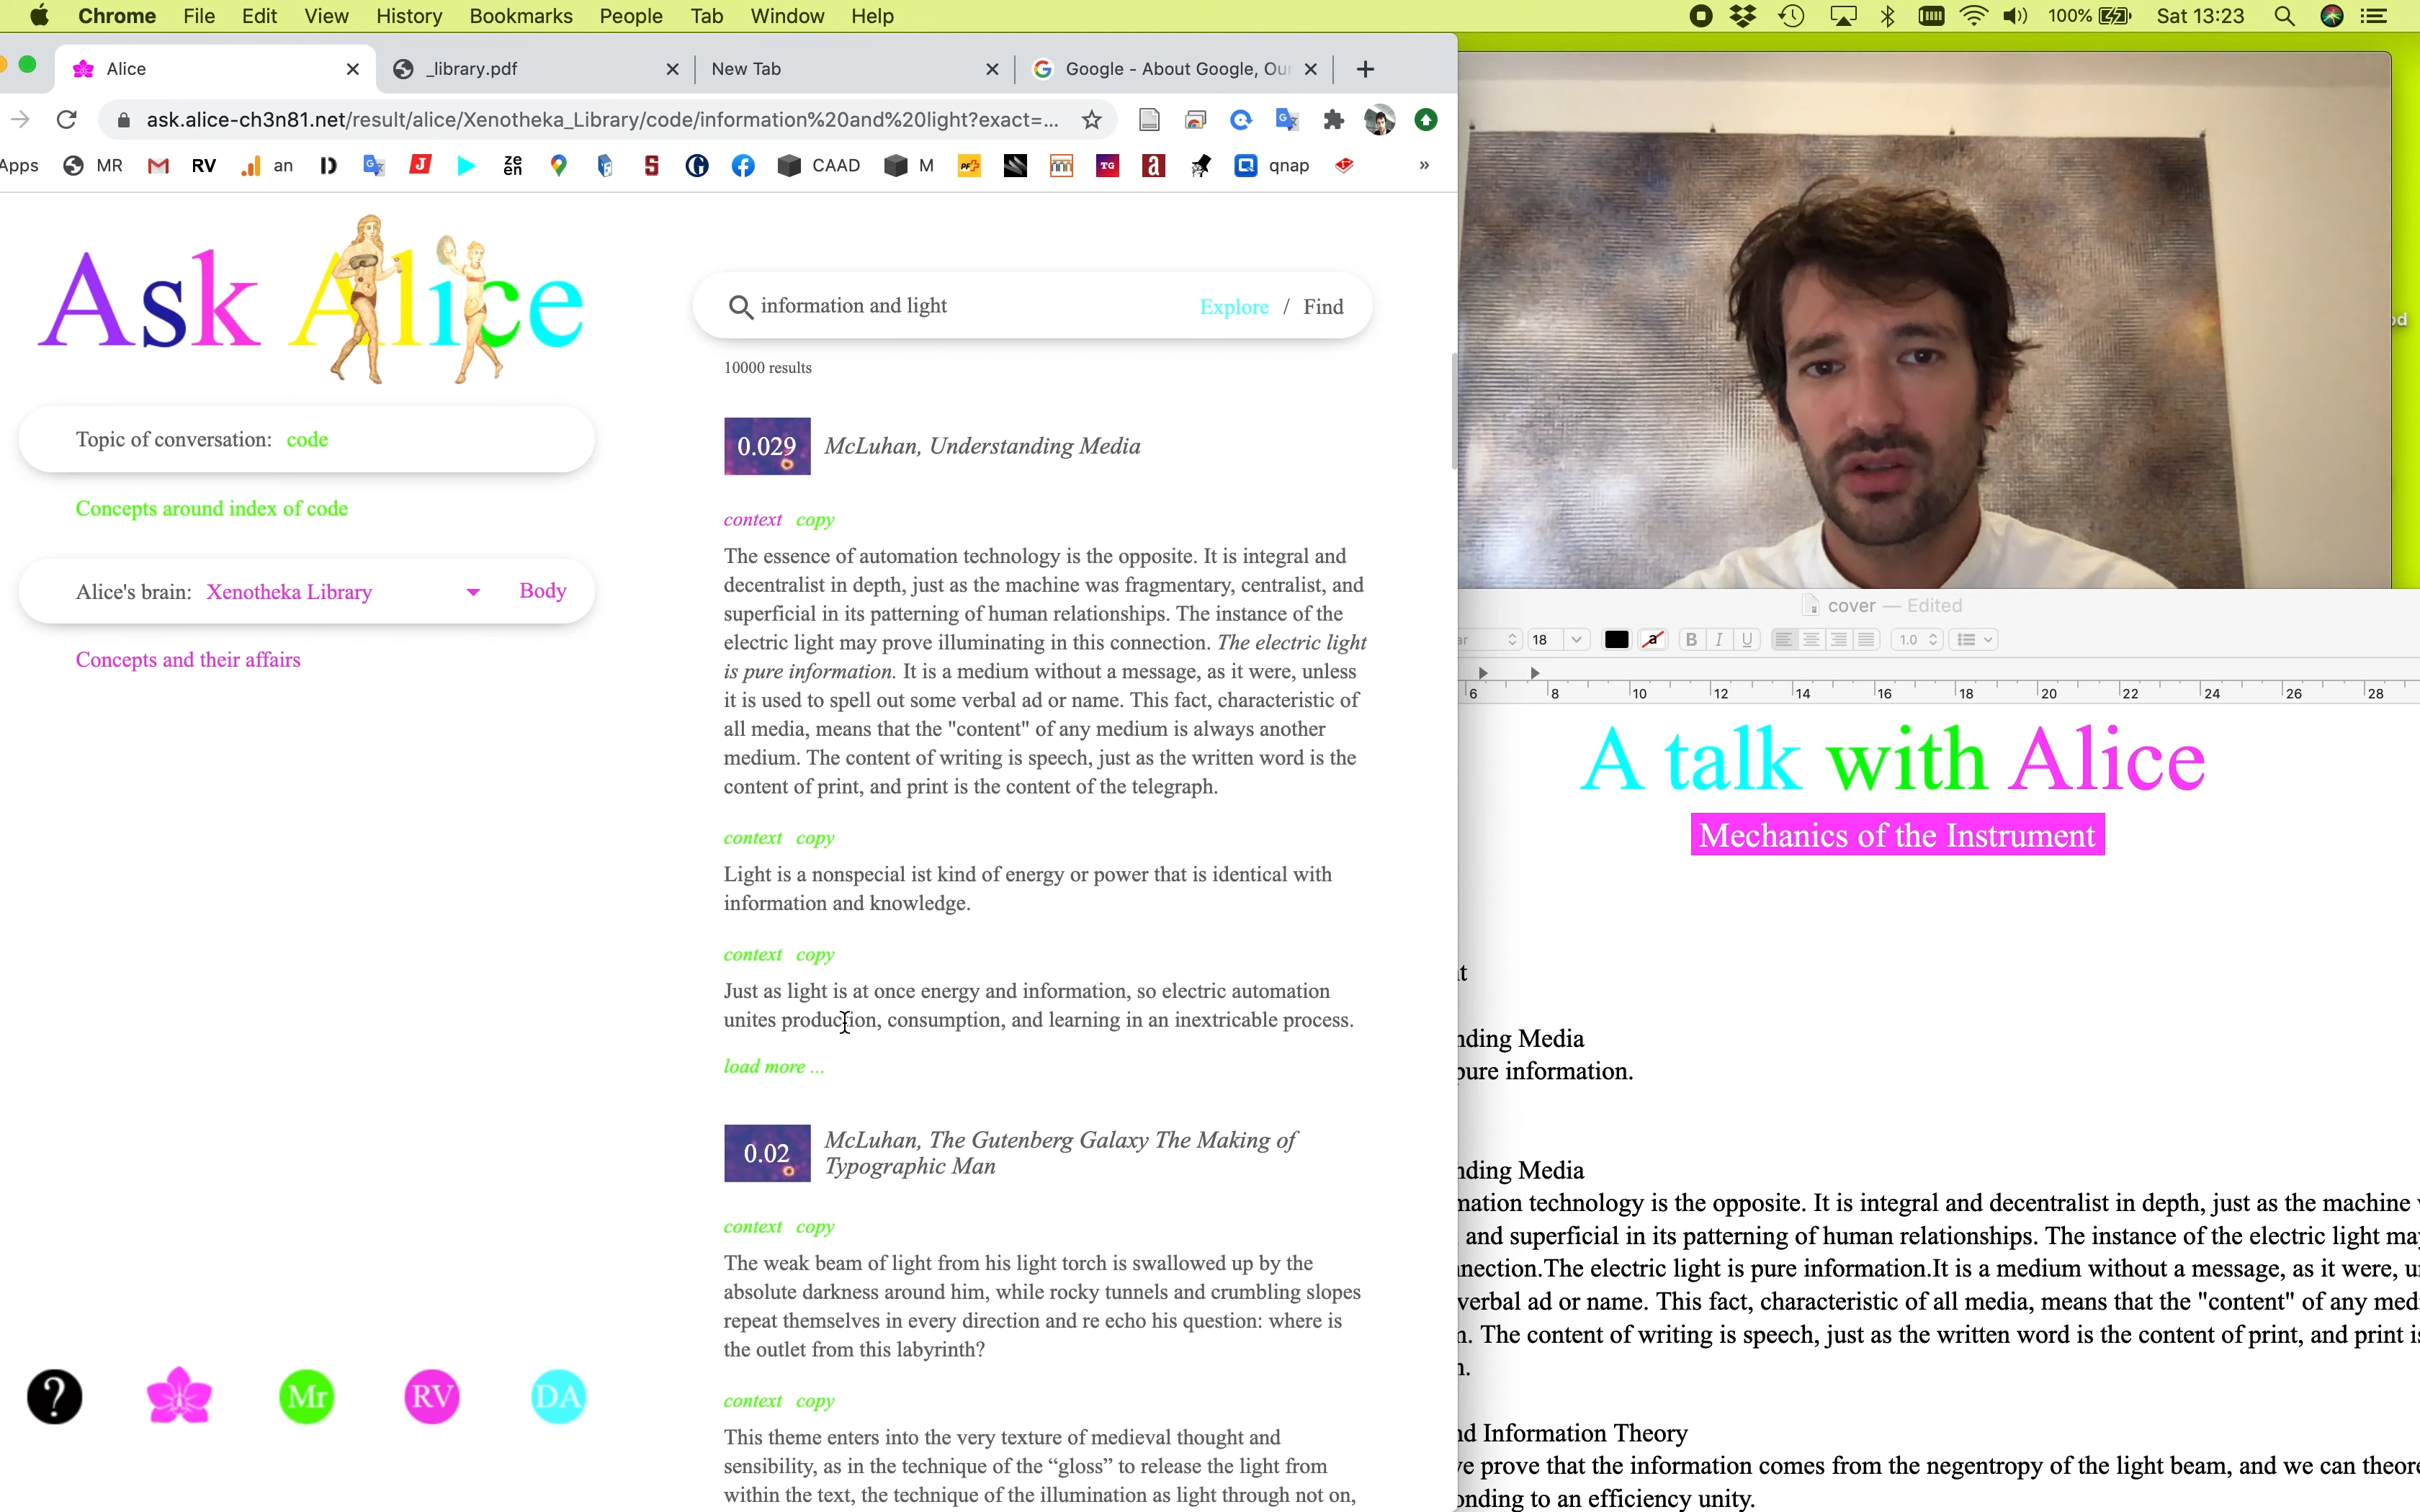 Chrome File Edit View History Bookmarks People Tab Window Help
100% Sat 13:23
Alice
_library.pdf
New Tab
Google - About Google, Our
ask.alice-ch3n81.net/result/alice/Xenotheka_Library/code/information%20and%20light?exact=...
Apps MR RV an CAAD M qnap »
Ask Alice
Topic of conversation: code
Concepts around index of code
Alice's brain: Xenotheka Library Body
Concepts and their affairs
? Mr RV DA
information and light Explore / Find
10000 results
0.029 McLuhan, Understanding Media
context copy
The essence of automation technology is the opposite. It is integral and
decentralist in depth, just as the machine was fragmentary, centralist, and
superficial in its patterning of human relationships. The instance of the
electric light may prove illuminating in this connection. The electric light
is pure information. It is a medium without a message, as it were, unless
it is used to spell out some verbal ad or name. This fact, characteristic of
all media, means that the "content" of any medium is always another
medium. The content of writing is speech, just as the written word is the
content of print, and print is the content of the telegraph.
context copy
Light is a nonspecial ist kind of energy or power that is identical with
information and knowledge.
context copy
Just as light is at once energy and information, so electric automation
unites production, consumption, and learning in an inextricable process.
load more ...
0.02 McLuhan, The Gutenberg Galaxy The Making of
Typographic Man
context copy
The weak beam of light from his light torch is swallowed up by the
absolute darkness around him, while rocky tunnels and crumbling slopes
repeat themselves in every direction and re echo his question: where is
the outlet from this labyrinth?
context copy
This theme enters into the very texture of medieval thought and
sensibility, as in the technique of the “gloss” to release the light from
within the text, the technique of the illumination as light through not on,
cover — Edited
18 a B I U 1.0
6 8 10 12 14 16 18 20 22 24 26 28
A talk with Alice
Mechanics of the Instrument
nding Media
pure information.
nding Media
mation technology is the opposite. It is integral and decentralist in depth, just as the machine
and superficial in its patterning of human relationships. The instance of the electric light may
nnection.The electric light is pure information.It is a medium without a message, as it were,
verbal ad or name. This fact, characteristic of all media, means that the "content" of any
. The content of writing is speech, just as the written word is the content of print, and print
nd Information Theory
ve prove that the information comes from the negentropy of the light beam, and we can
onding to an efficiency unity.